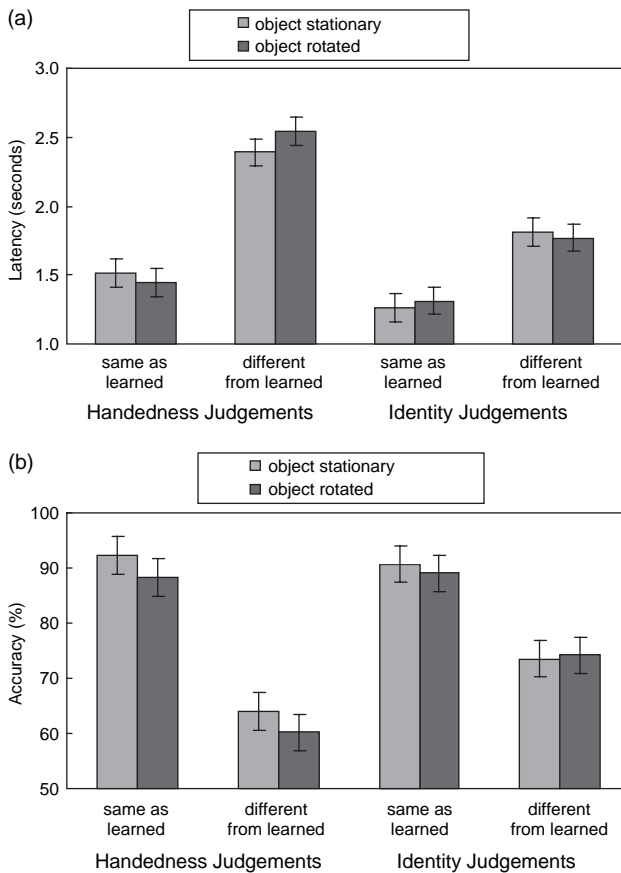 (a)
object stationary
object rotated
3.0
2.5
2.0
1.5
1.0
Latency (seconds)
same as learned
different from learned
same as learned
different from learned
Handedness Judgements
Identity Judgements
(b)
object stationary
object rotated
100
90
80
70
60
50
Accuracy (%)
same as learned
different from learned
same as learned
different from learned
Handedness Judgements
Identity Judgements